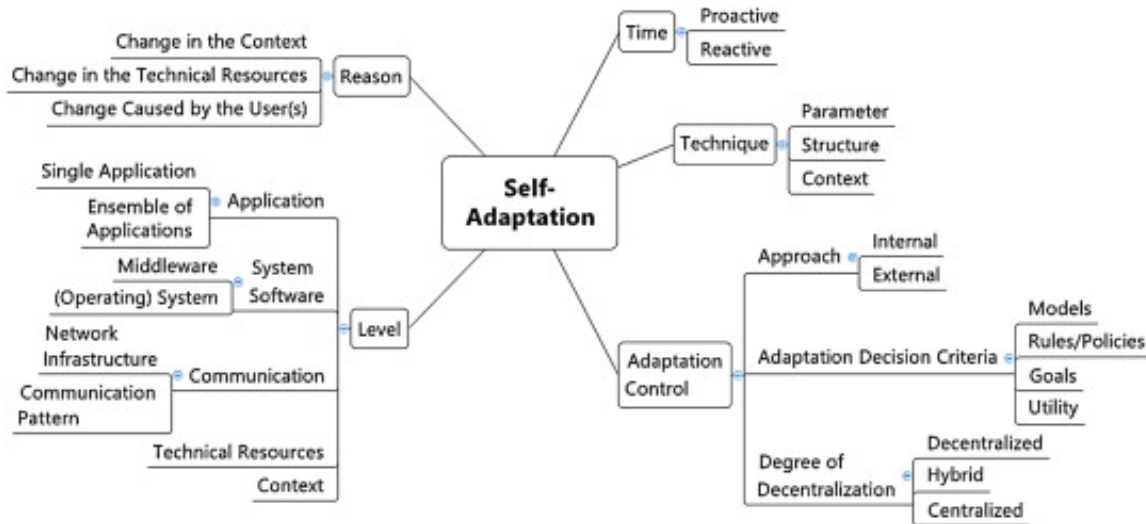 Self-
Adaptation
Time
Proactive
Reactive
Technique
Parameter
Structure
Context
Adaptation
Control
Approach
Internal
External
Adaptation Decision Criteria
Models
Rules/Policies
Goals
Utility
Degree of
Decentralization
Decentralized
Hybrid
Centralized
Reason
Change in the Context
Change in the Technical Resources
Change Caused by the User(s)
Level
Application
Single Application
Ensemble of
Applications
System
Software
Middleware
(Operating) System
Communication
Network
Infrastructure
Communication
Pattern
Technical Resources
Context